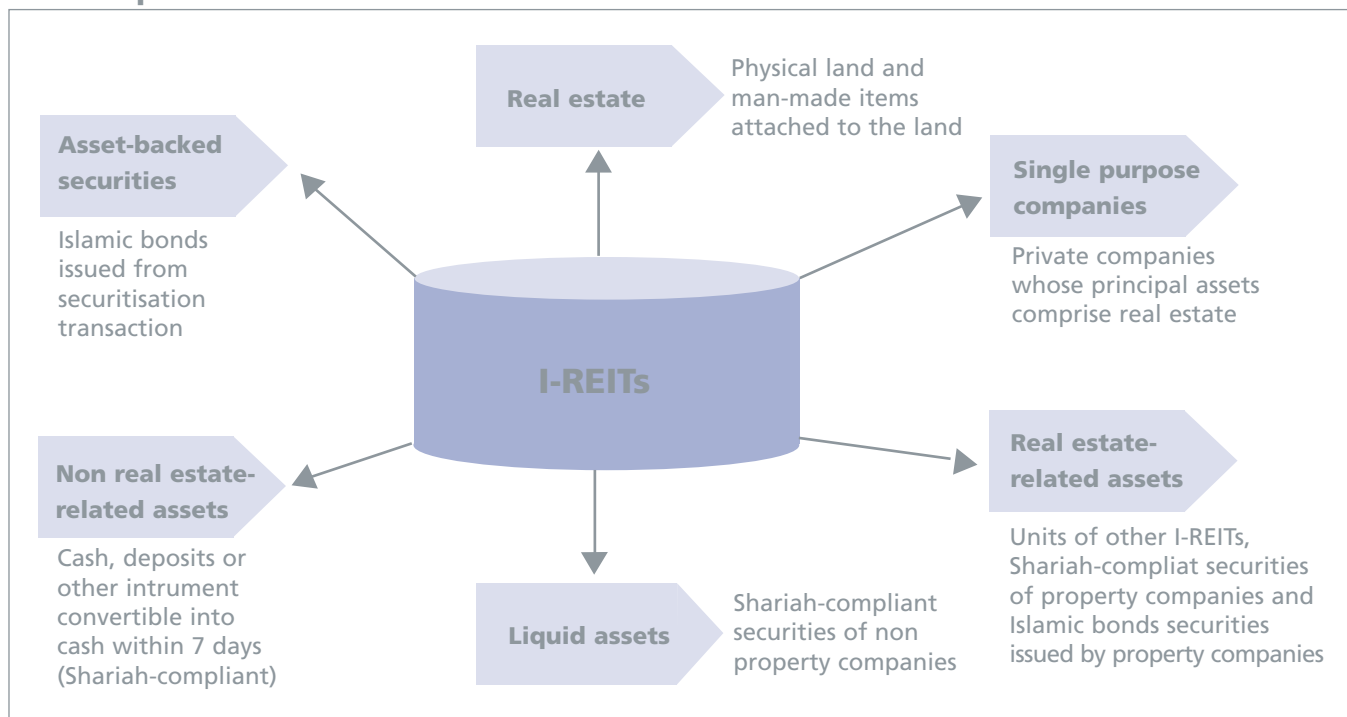 Real estate
Physical land and
man-made items
attached to the land
Asset-backed
securities
Islamic bonds
issued from
securitisation
transaction
Single purpose
companies
Private companies
whose principal assets
comprise real estate
I-REITs
Non real estate-
related assets
Cash, deposits or
other intrument
convertible into
cash within 7 days
(Shariah-compliant)
Liquid assets
Shariah-compliant
securities of non
property companies
Real estate-
related assets
Units of other I-REITs,
Shariah-compliat securities
of property companies and
Islamic bonds securities
issued by property companies